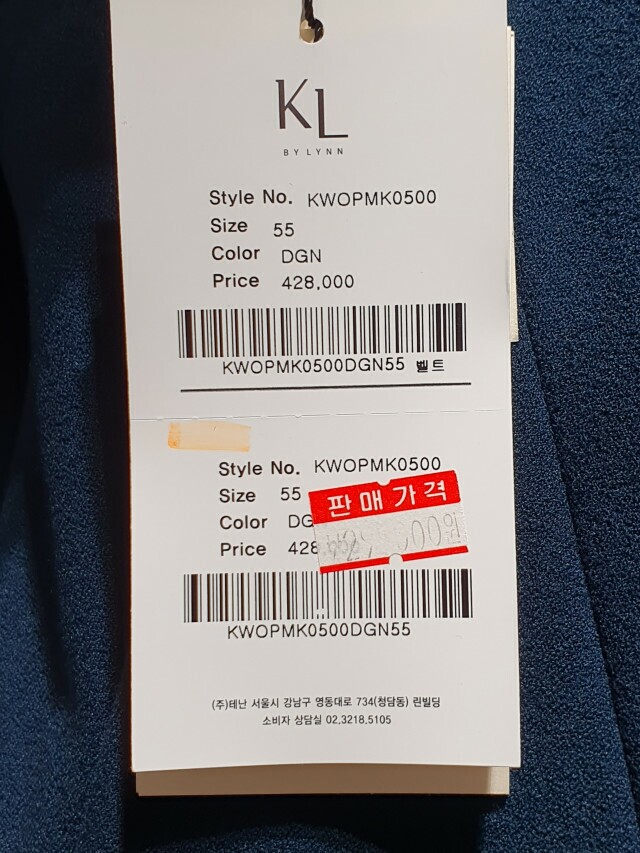 KL
BY LYNN
Style No. KWOPMK0500
Size 55
Color DGN
Price 428,000
KWOPMK0500DGN55 벨트
Style No. KWOPMK0500
Size 55
Color DG
Price 428
판매가격
원
KWOPMK0500DGN55
(주)테난 서울시 강남구 영동대로 734(청담동) 린빌딩
소비자 상담실 02.3218.5105